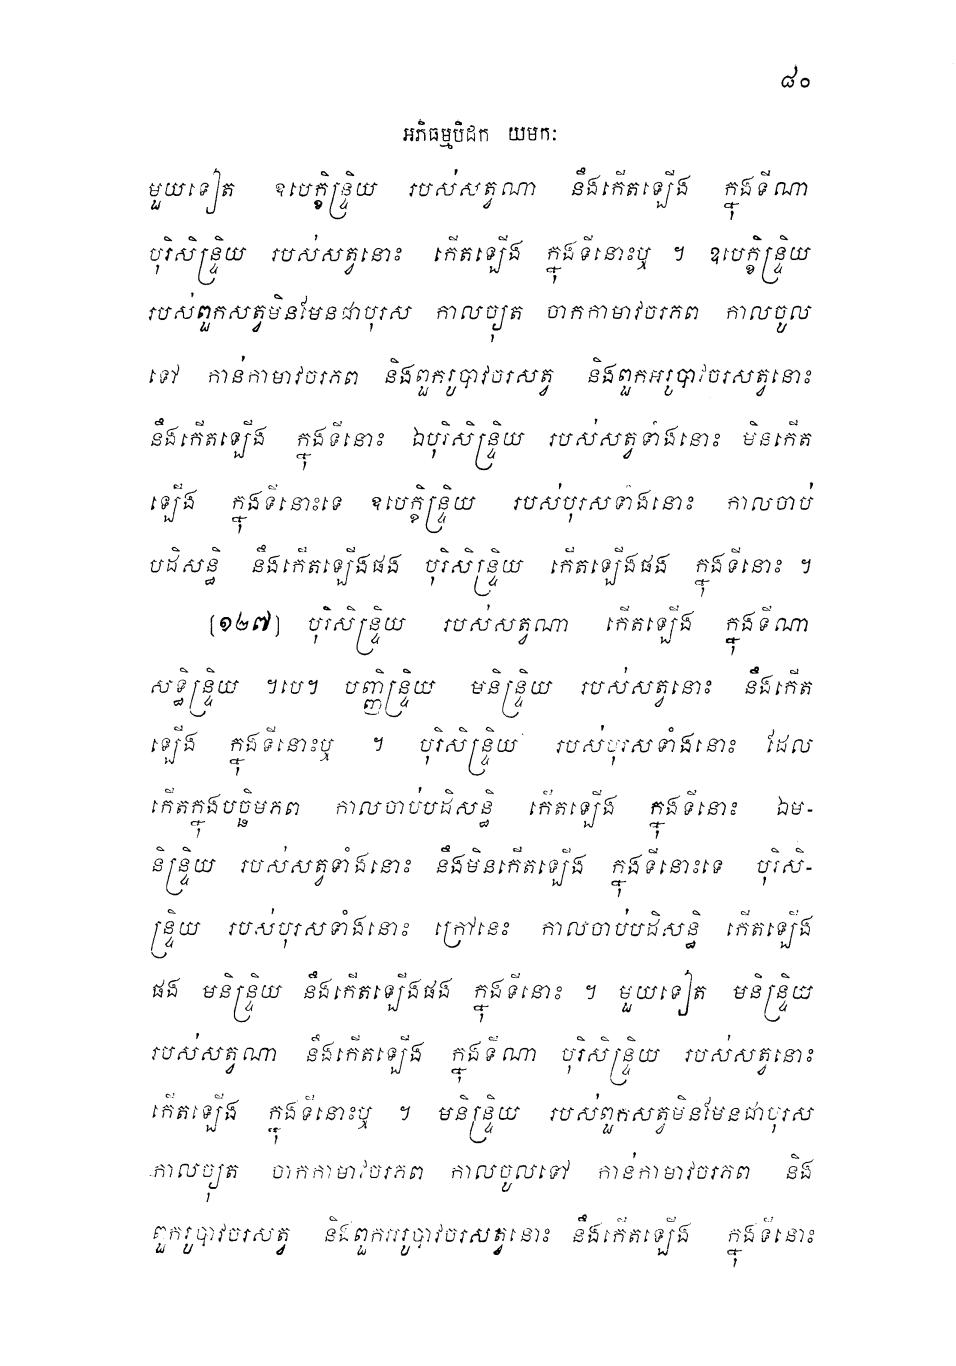 ៨០
អភិធម្មបិដក យមកៈ
មួយទៀត ឧបេក្ខិន្ទ្រិយ របស់សត្វណា នឹងកើតឡើង ក្នុងទីណា
បុរិសិន្ទ្រិយ របស់សត្វនោះ កើតឡើង ក្នុងទីនោះឬ ។ ឧបេក្ខិន្ទ្រិយ
របស់ពួកសត្វមិនមែនជាបុរស កាលច្យុត ចាកកាមាវចរភព កាលចូល
ទៅ កាន់កាមាវចរភព និងពួករូបាវចរសត្វ និងពួកអរូបាវចរសត្វនោះ
នឹងកើតឡើង ក្នុងទីនោះ ឯបុរិសិន្ទ្រិយ របស់សត្វទាំងនោះ មិនកើត
ឡើង ក្នុងទីនោះទេ ឧបេក្ខិន្ទ្រិយ របស់បុរសទាំងនោះ កាលចាប់
បដិសន្ធិ នឹងកើតឡើងផង បុរិសិន្ទ្រិយ កើតឡើងផង ក្នុងទីនោះ ។
(១២៧) បុរិសិន្ទ្រិយ របស់សត្វណា កើតឡើង ក្នុងទីណា
សទ្ធិន្ទ្រិយ ។បេ។ បញ្ញិន្ទ្រិយ មនិន្ទ្រិយ របស់សត្វនោះ នឹងកើត
ឡើង ក្នុងទីនោះឬ ។ បុរិសិន្ទ្រិយ របស់បុរសទាំងនោះ ដែល
កើតក្នុងបច្ឆិមភព កាលចាប់បដិសន្ធិ កើតឡើង ក្នុងទីនោះ ឯម-
និន្ទ្រិយ របស់សត្វទាំងនោះ នឹងមិនកើតឡើង ក្នុងទីនោះទេ បុរិសិ-
ន្ទ្រិយ របស់បុរសទាំងនោះ ក្រៅនេះ កាលចាប់បដិសន្ធិ កើតឡើង
ផង មនិន្ទ្រិយ នឹងកើតឡើងផង ក្នុងទីនោះ ។ មួយទៀត មនិន្ទ្រិយ
របស់សត្វណា នឹងកើតឡើង ក្នុងទីណា បុរិសិន្ទ្រិយ របស់សត្វនោះ
កើតឡើង ក្នុងទីនោះឬ ។ មនិន្ទ្រិយ របស់ពួកសត្វមិនមែនជាបុរស
កាលច្យុត ចាកកាមាវចរភព កាលចូលទៅ កាន់កាមាវចរភព និង
ពួករូបាវចរសត្វ និងពួកអរូបាវចរសត្វនោះ នឹងកើតឡើង ក្នុងទីនោះ